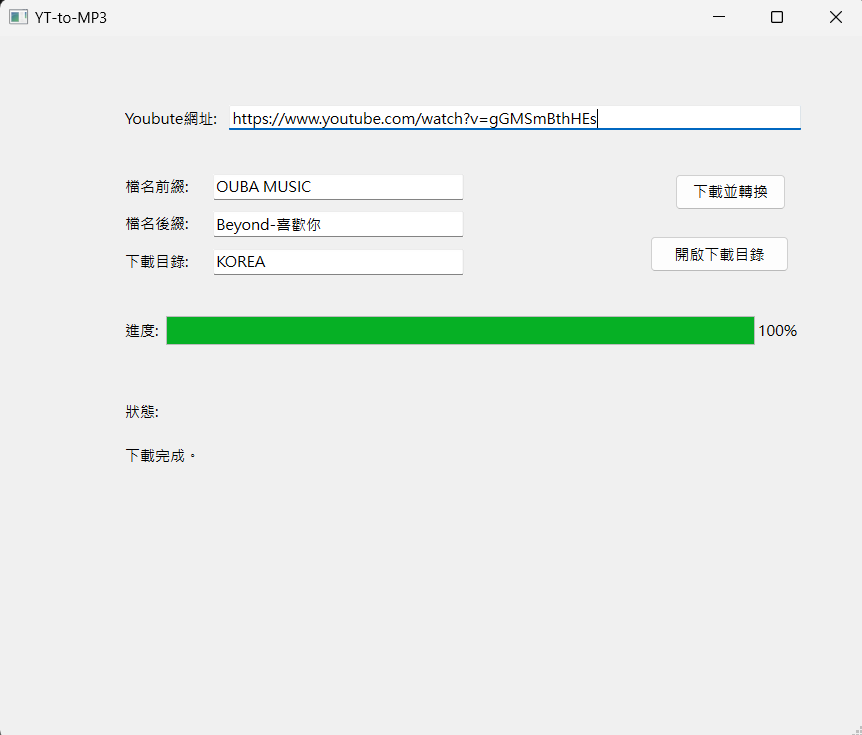 YT-to-MP3
Youbute網址: https://www.youtube.com/watch?v=gGMSmBthHEs
檔名前綴: OUBA MUSIC
下載並轉換
檔名後綴: Beyond-喜歡你
開啟下載目錄
下載目錄: KOREA
進度: 100%
狀態:
下載完成。